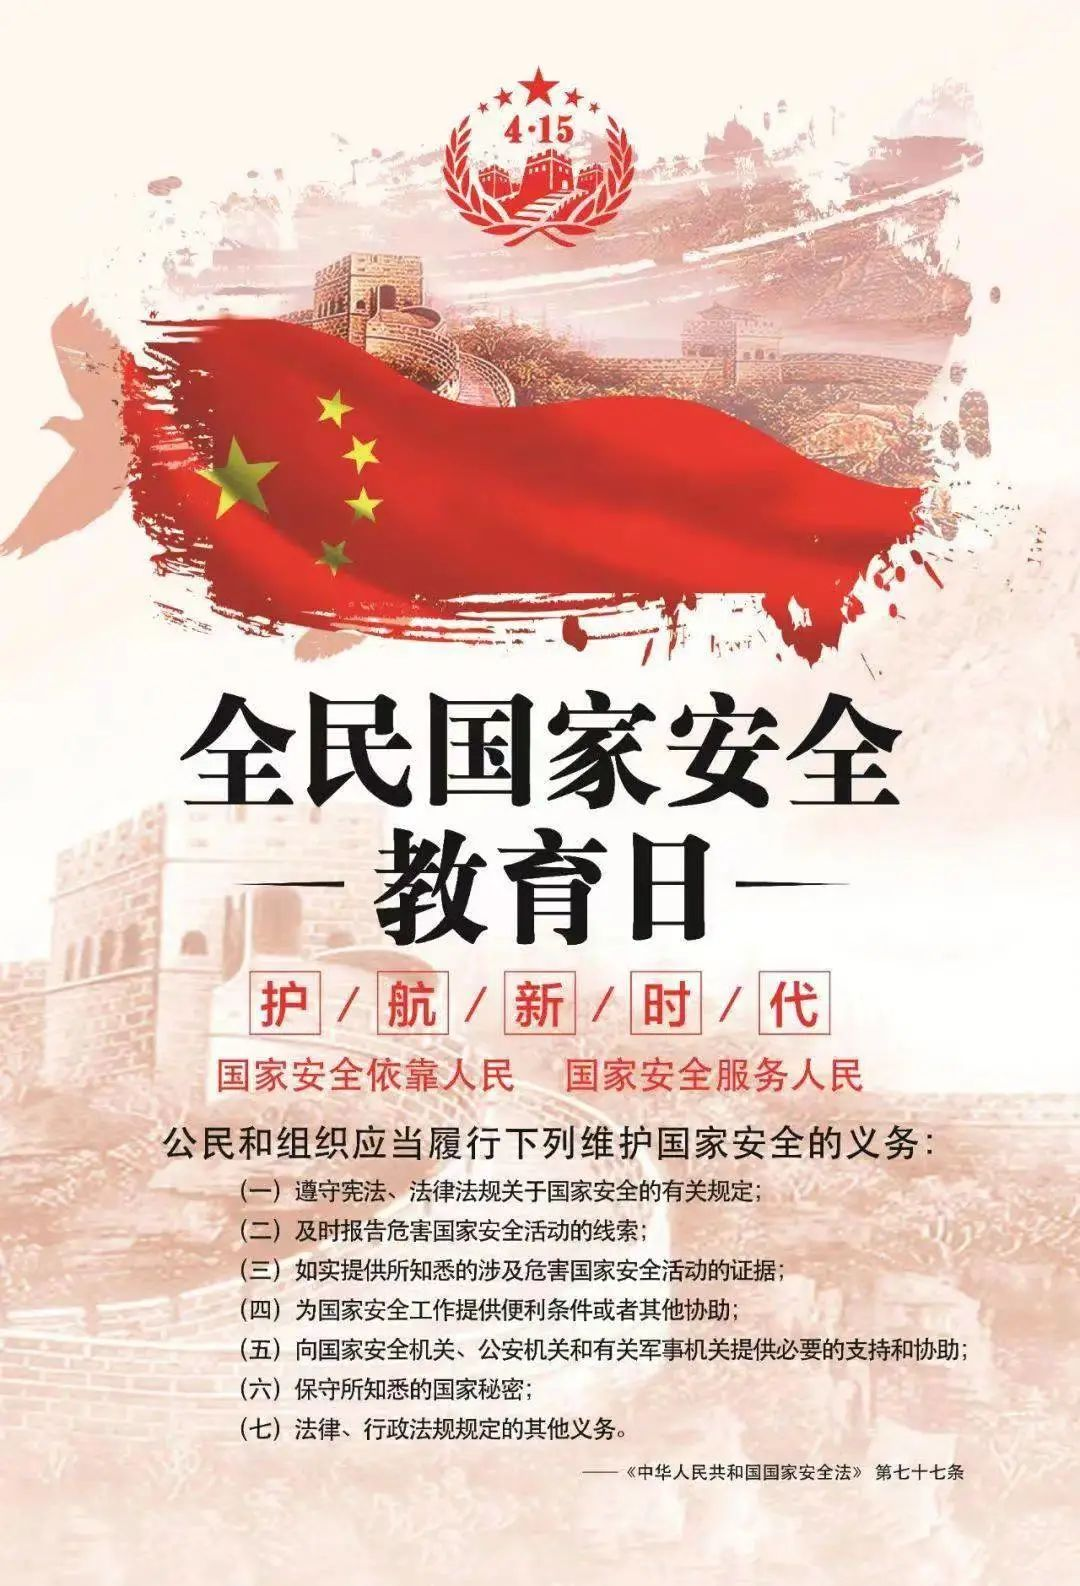 4·15
全民国家安全
教育日
护/航/新/时/代
国家安全依靠人民 国家安全服务人民
公民和组织应当履行下列维护国家安全的义务：
（一）遵守宪法、法律法规关于国家安全的有关规定；
（二）及时报告危害国家安全活动的线索；
（三）如实提供所知悉的涉及危害国家安全活动的证据；
（四）为国家安全工作提供便利条件或者其他协助；
（五）向国家安全机关、公安机关和有关军事机关提供必要的支持和协助；
（六）保守所知悉的国家秘密；
（七）法律、行政法规规定的其他义务。
——《中华人民共和国国家安全法》 第七十七条